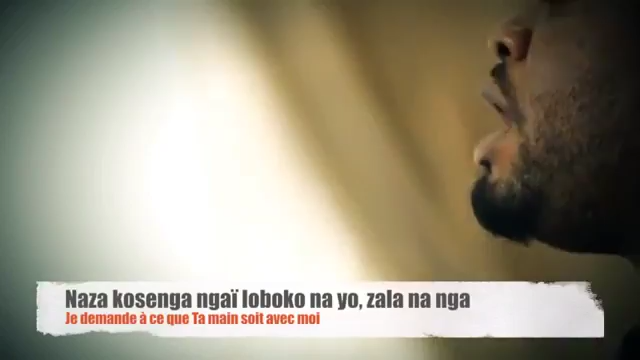 Naza kosenga ngaï loboko na yo, zala na nga
Je demande à ce que Ta main soit avec moi